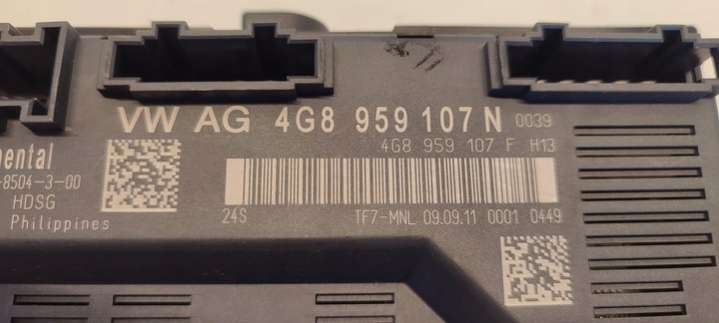 VW AG 4G8 959 107 N 0039
4G8 959 107 F H13
24S TF7-MNL 09.09.11 0001 0449
-8504-3-00
HDSG
Philippines